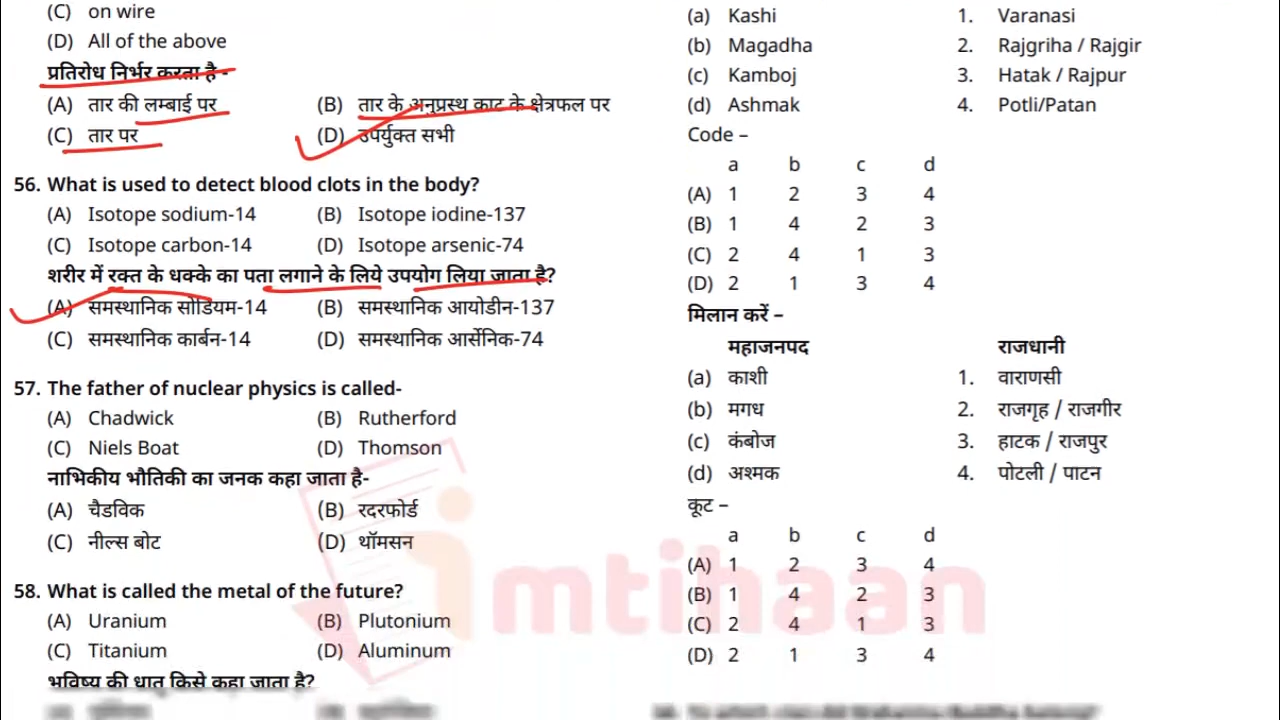 (C) on wire
(D) All of the above
प्रतिरोध निर्भर करता है -
(A) तार की लम्बाई पर (B) तार के अनुप्रस्थ काट के क्षेत्रफल पर
(C) तार पर (D) उपर्युक्त सभी
56. What is used to detect blood clots in the body?
(A) Isotope sodium-14 (B) Isotope iodine-137
(C) Isotope carbon-14 (D) Isotope arsenic-74
शरीर में रक्त के धक्के का पता लगाने के लिये उपयोग लिया जाता है?
(A) समस्थानिक सोडियम-14 (B) समस्थानिक आयोडीन-137
(C) समस्थानिक कार्बन-14 (D) समस्थानिक आर्सेनिक-74
57. The father of nuclear physics is called-
(A) Chadwick (B) Rutherford
(C) Niels Boat (D) Thomson
नाभिकीय भौतिकी का जनक कहा जाता है-
(A) चैडविक (B) रदरफोर्ड
(C) नील्स बोट (D) थॉमसन
58. What is called the metal of the future?
(A) Uranium (B) Plutonium
(C) Titanium (D) Aluminum
भविष्य की धातु किसे कहा जाता है?
(a) Kashi 1. Varanasi
(b) Magadha 2. Rajgriha / Rajgir
(c) Kamboj 3. Hatak / Rajpur
(d) Ashmak 4. Potli/Patan
Code –
a b c d
(A) 1 2 3 4
(B) 1 4 2 3
(C) 2 4 1 3
(D) 2 1 3 4
मिलान करें –
महाजनपद राजधानी
(a) काशी 1. वाराणसी
(b) मगध 2. राजगृह / राजगीर
(c) कंबोज 3. हाटक / राजपुर
(d) अश्मक 4. पोटली / पाटन
कूट –
a b c d
(A) 1 2 3 4
(B) 1 4 2 3
(C) 2 4 1 3
(D) 2 1 3 4
imtihaan